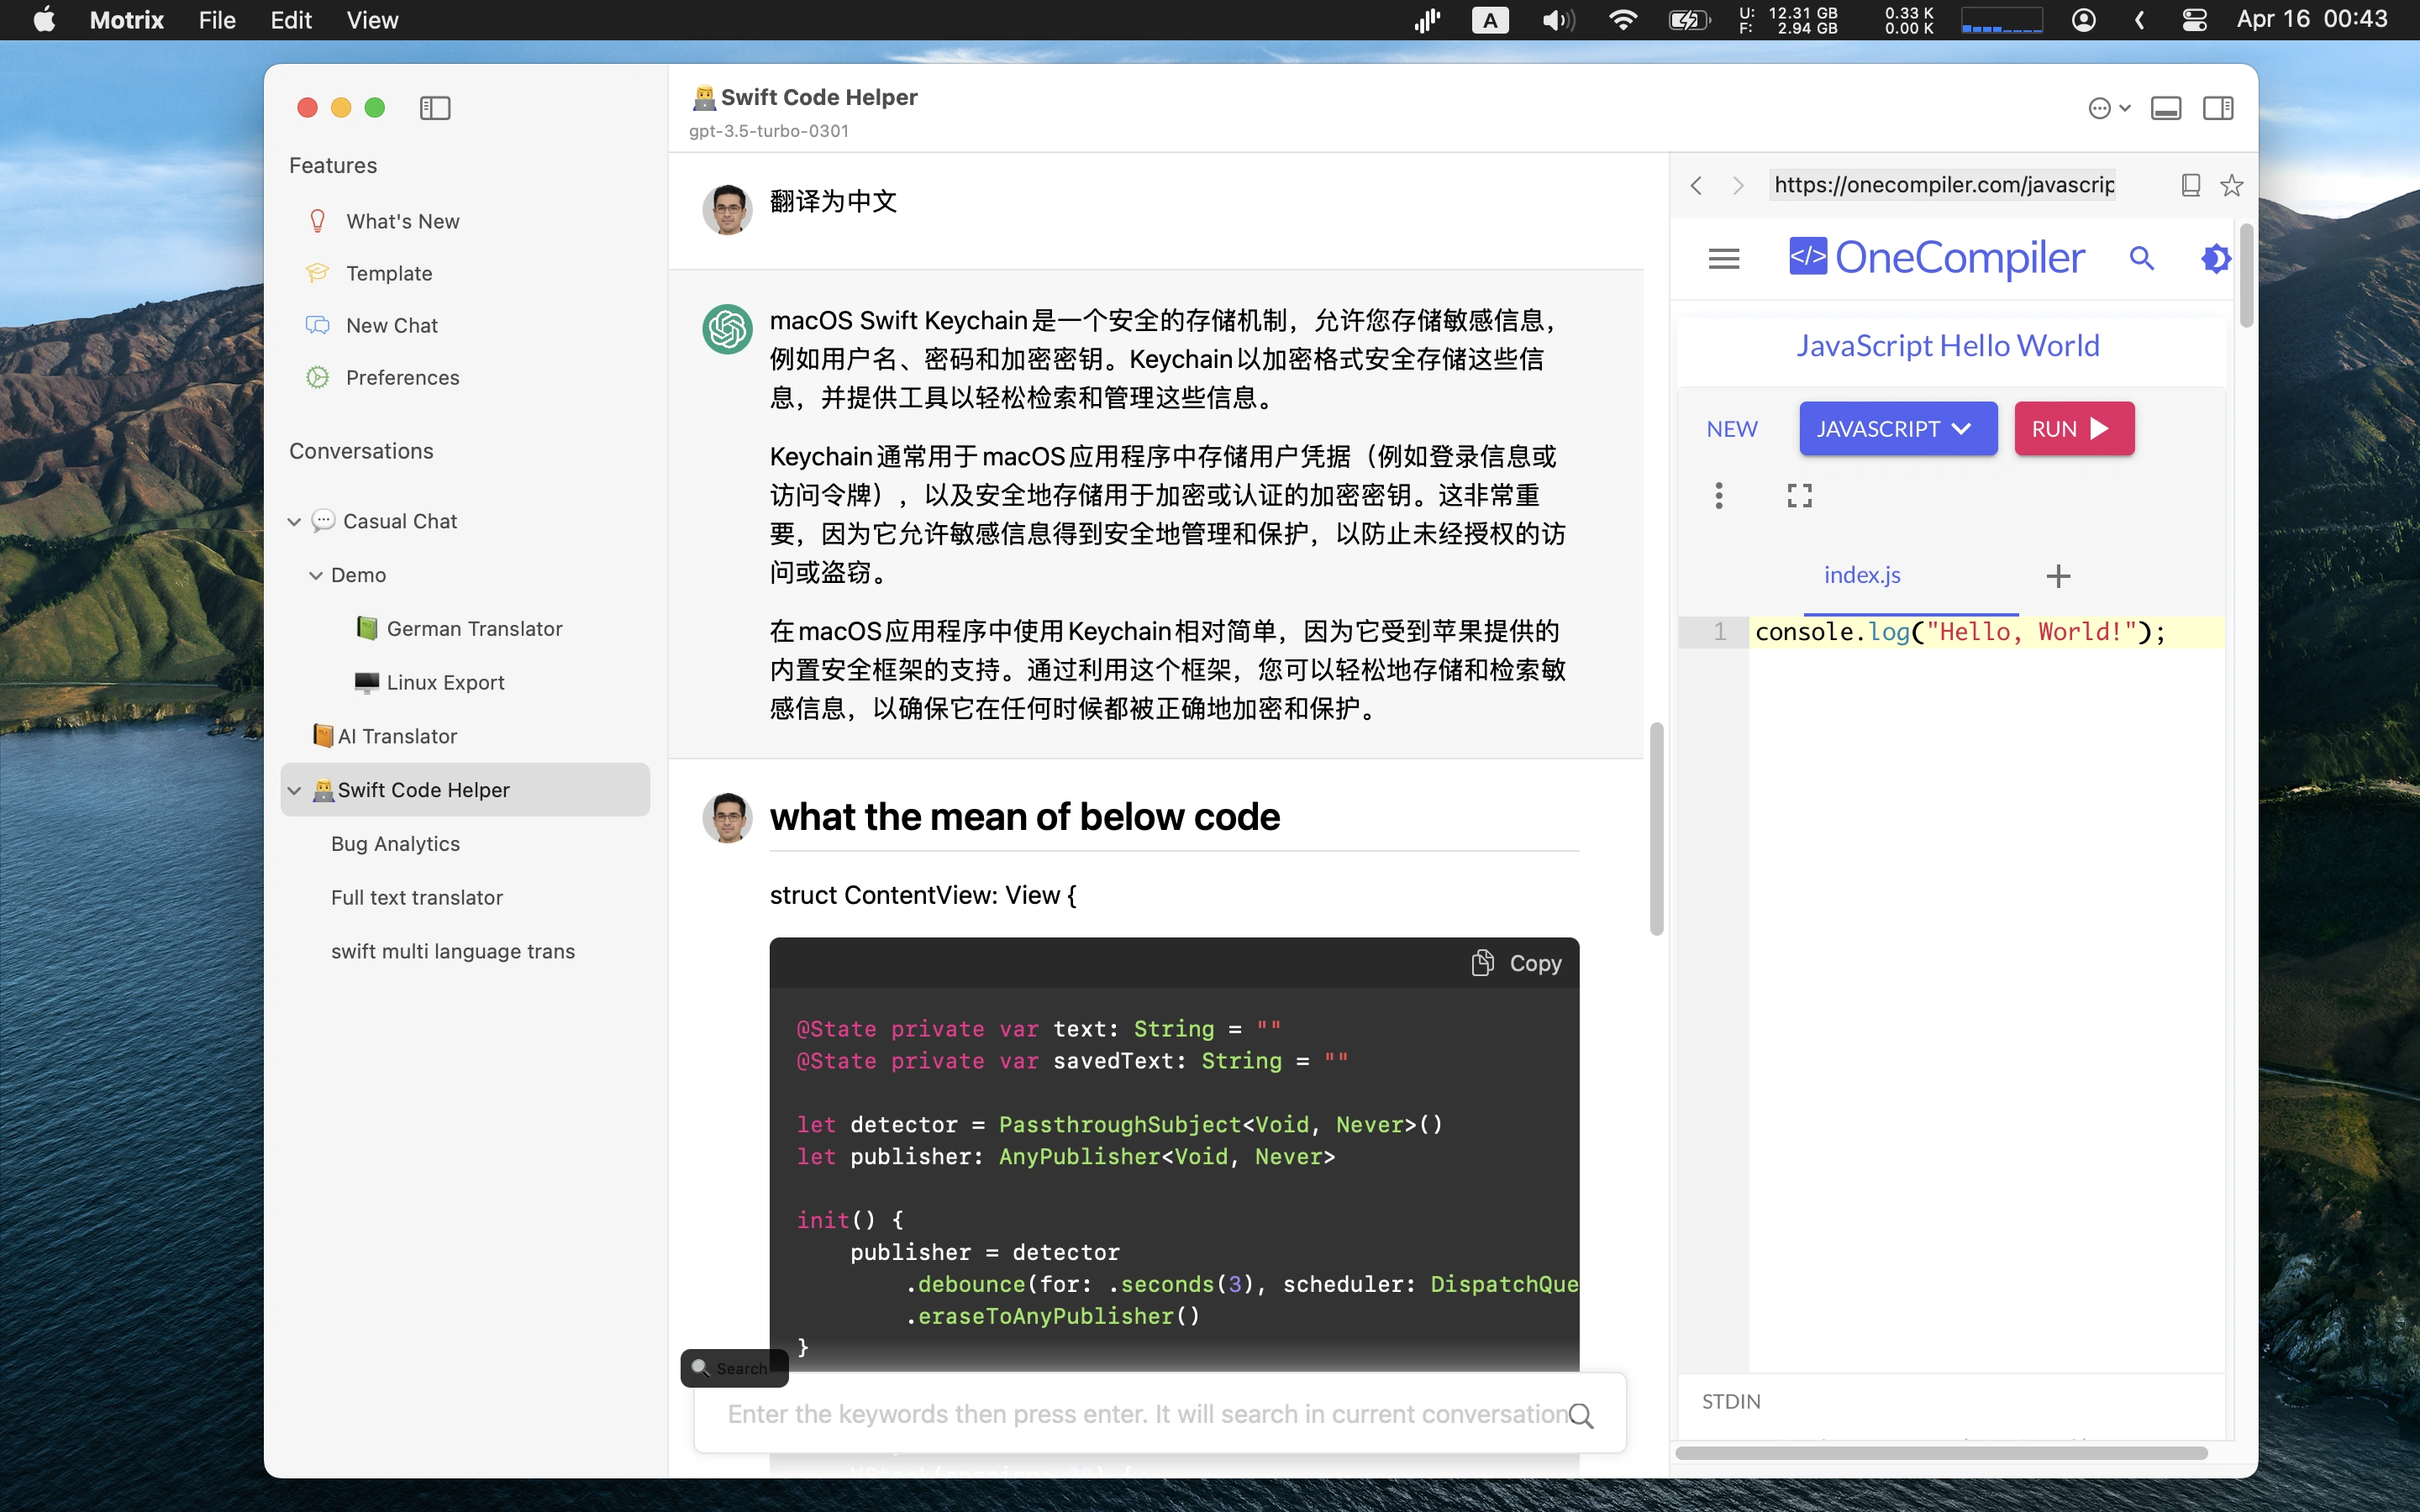 Motrix File Edit View A U: 12.31 GB 0.33 K Apr 16 00:43
F: 2.94 GB 0.00 K
Features
What's New
Template
New Chat
Preferences
Conversations
Casual Chat
Demo
German Translator
Linux Export
AI Translator
Swift Code Helper
Bug Analytics
Full text translator
swift multi language trans
Swift Code Helper
gpt-3.5-turbo-0301
翻译为中文
macOS Swift Keychain是一个安全的存储机制，允许您存储敏感信息，
例如用户名、密码和加密密钥。Keychain以加密格式安全存储这些信
息，并提供工具以轻松检索和管理这些信息。
Keychain通常用于macOS应用程序中存储用户凭据（例如登录信息或
访问令牌），以及安全地存储用于加密或认证的加密密钥。这非常重
要，因为它允许敏感信息得到安全地管理和保护，以防止未经授权的访
问或盗窃。
在macOS应用程序中使用Keychain相对简单，因为它受到苹果提供的
内置安全框架的支持。通过利用这个框架，您可以轻松地存储和检索敏
感信息，以确保它在任何时候都被正确地加密和保护。
what the mean of below code
struct ContentView: View {
Copy
@State private var text: String = ""
@State private var savedText: String = ""
let detector = PassthroughSubject<Void, Never>()
let publisher: AnyPublisher<Void, Never>
init() {
publisher = detector
.debounce(for: .seconds(3), scheduler: DispatchQue
.eraseToAnyPublisher()
}
Search
Enter the keywords then press enter. It will search in current conversation
https://onecompiler.com/javascrip
</> OneCompiler
JavaScript Hello World
NEW JAVASCRIPT RUN
index.js +
1 console.log("Hello, World!");
STDIN